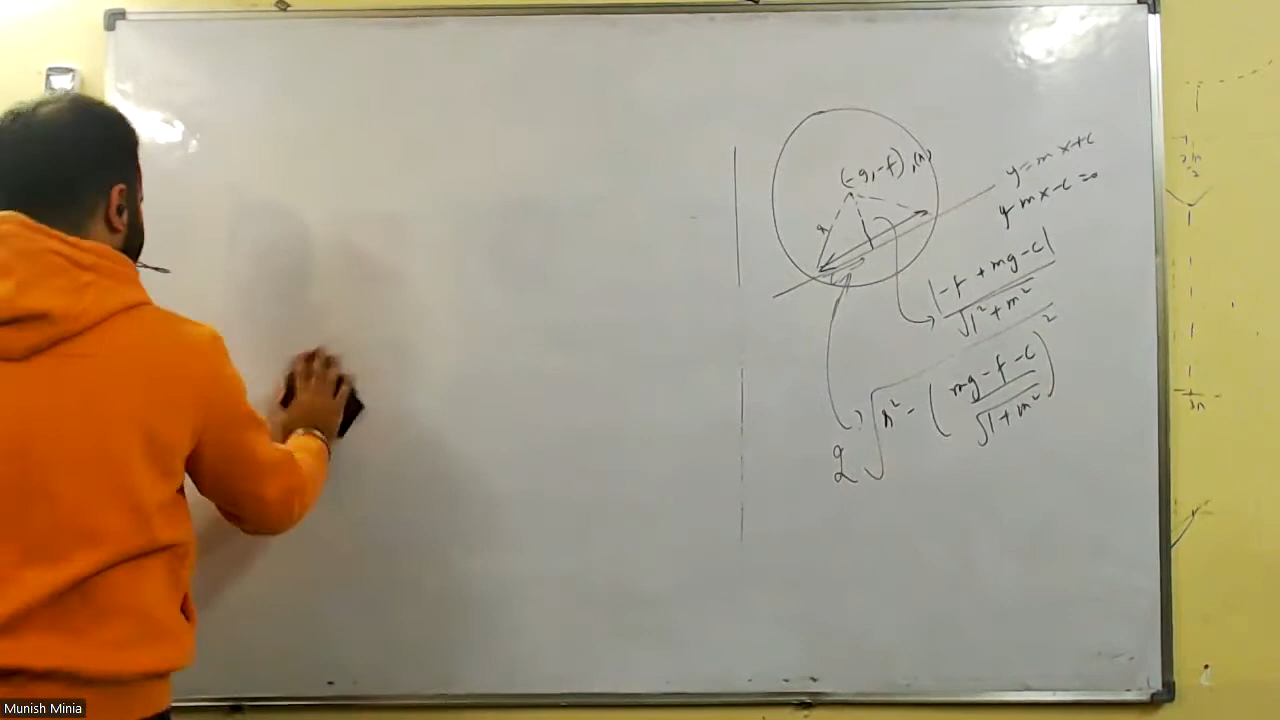 (-g,-f),(r)
y=mx+c
y-mx-c=0
r
|-f+mg-c|
√1²+m²
2√r²-(mg-f-c/√1+m²)²
Munish Minia